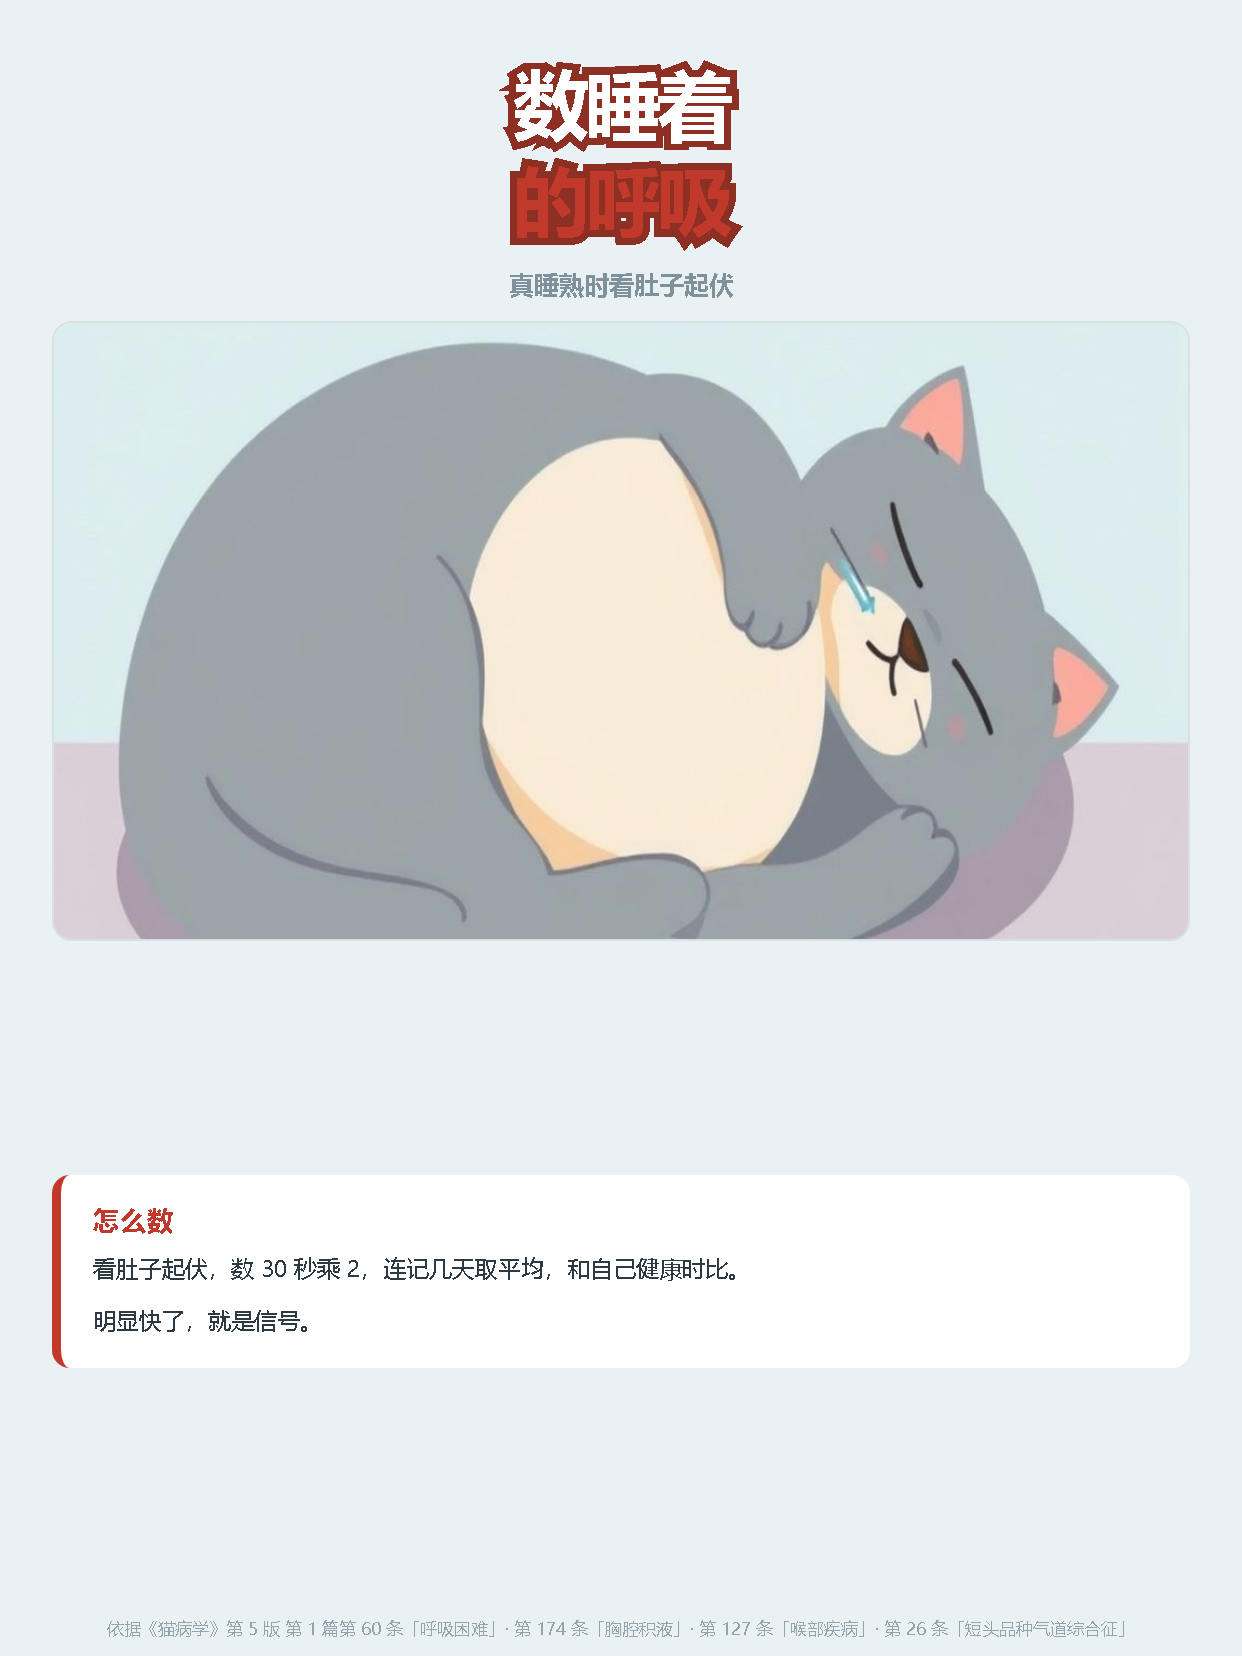 数睡着
的呼吸
真睡熟时看肚子起伏
怎么数
看肚子起伏，数 30 秒乘 2，连记几天取平均，和自己健康时比。
明显快了，就是信号。
依据《猫病学》第 5 版 第 1 篇第 60 条「呼吸困难」· 第 174 条「胸腔积液」· 第 127 条「喉部疾病」· 第 26 条「短头品种气道综合征」